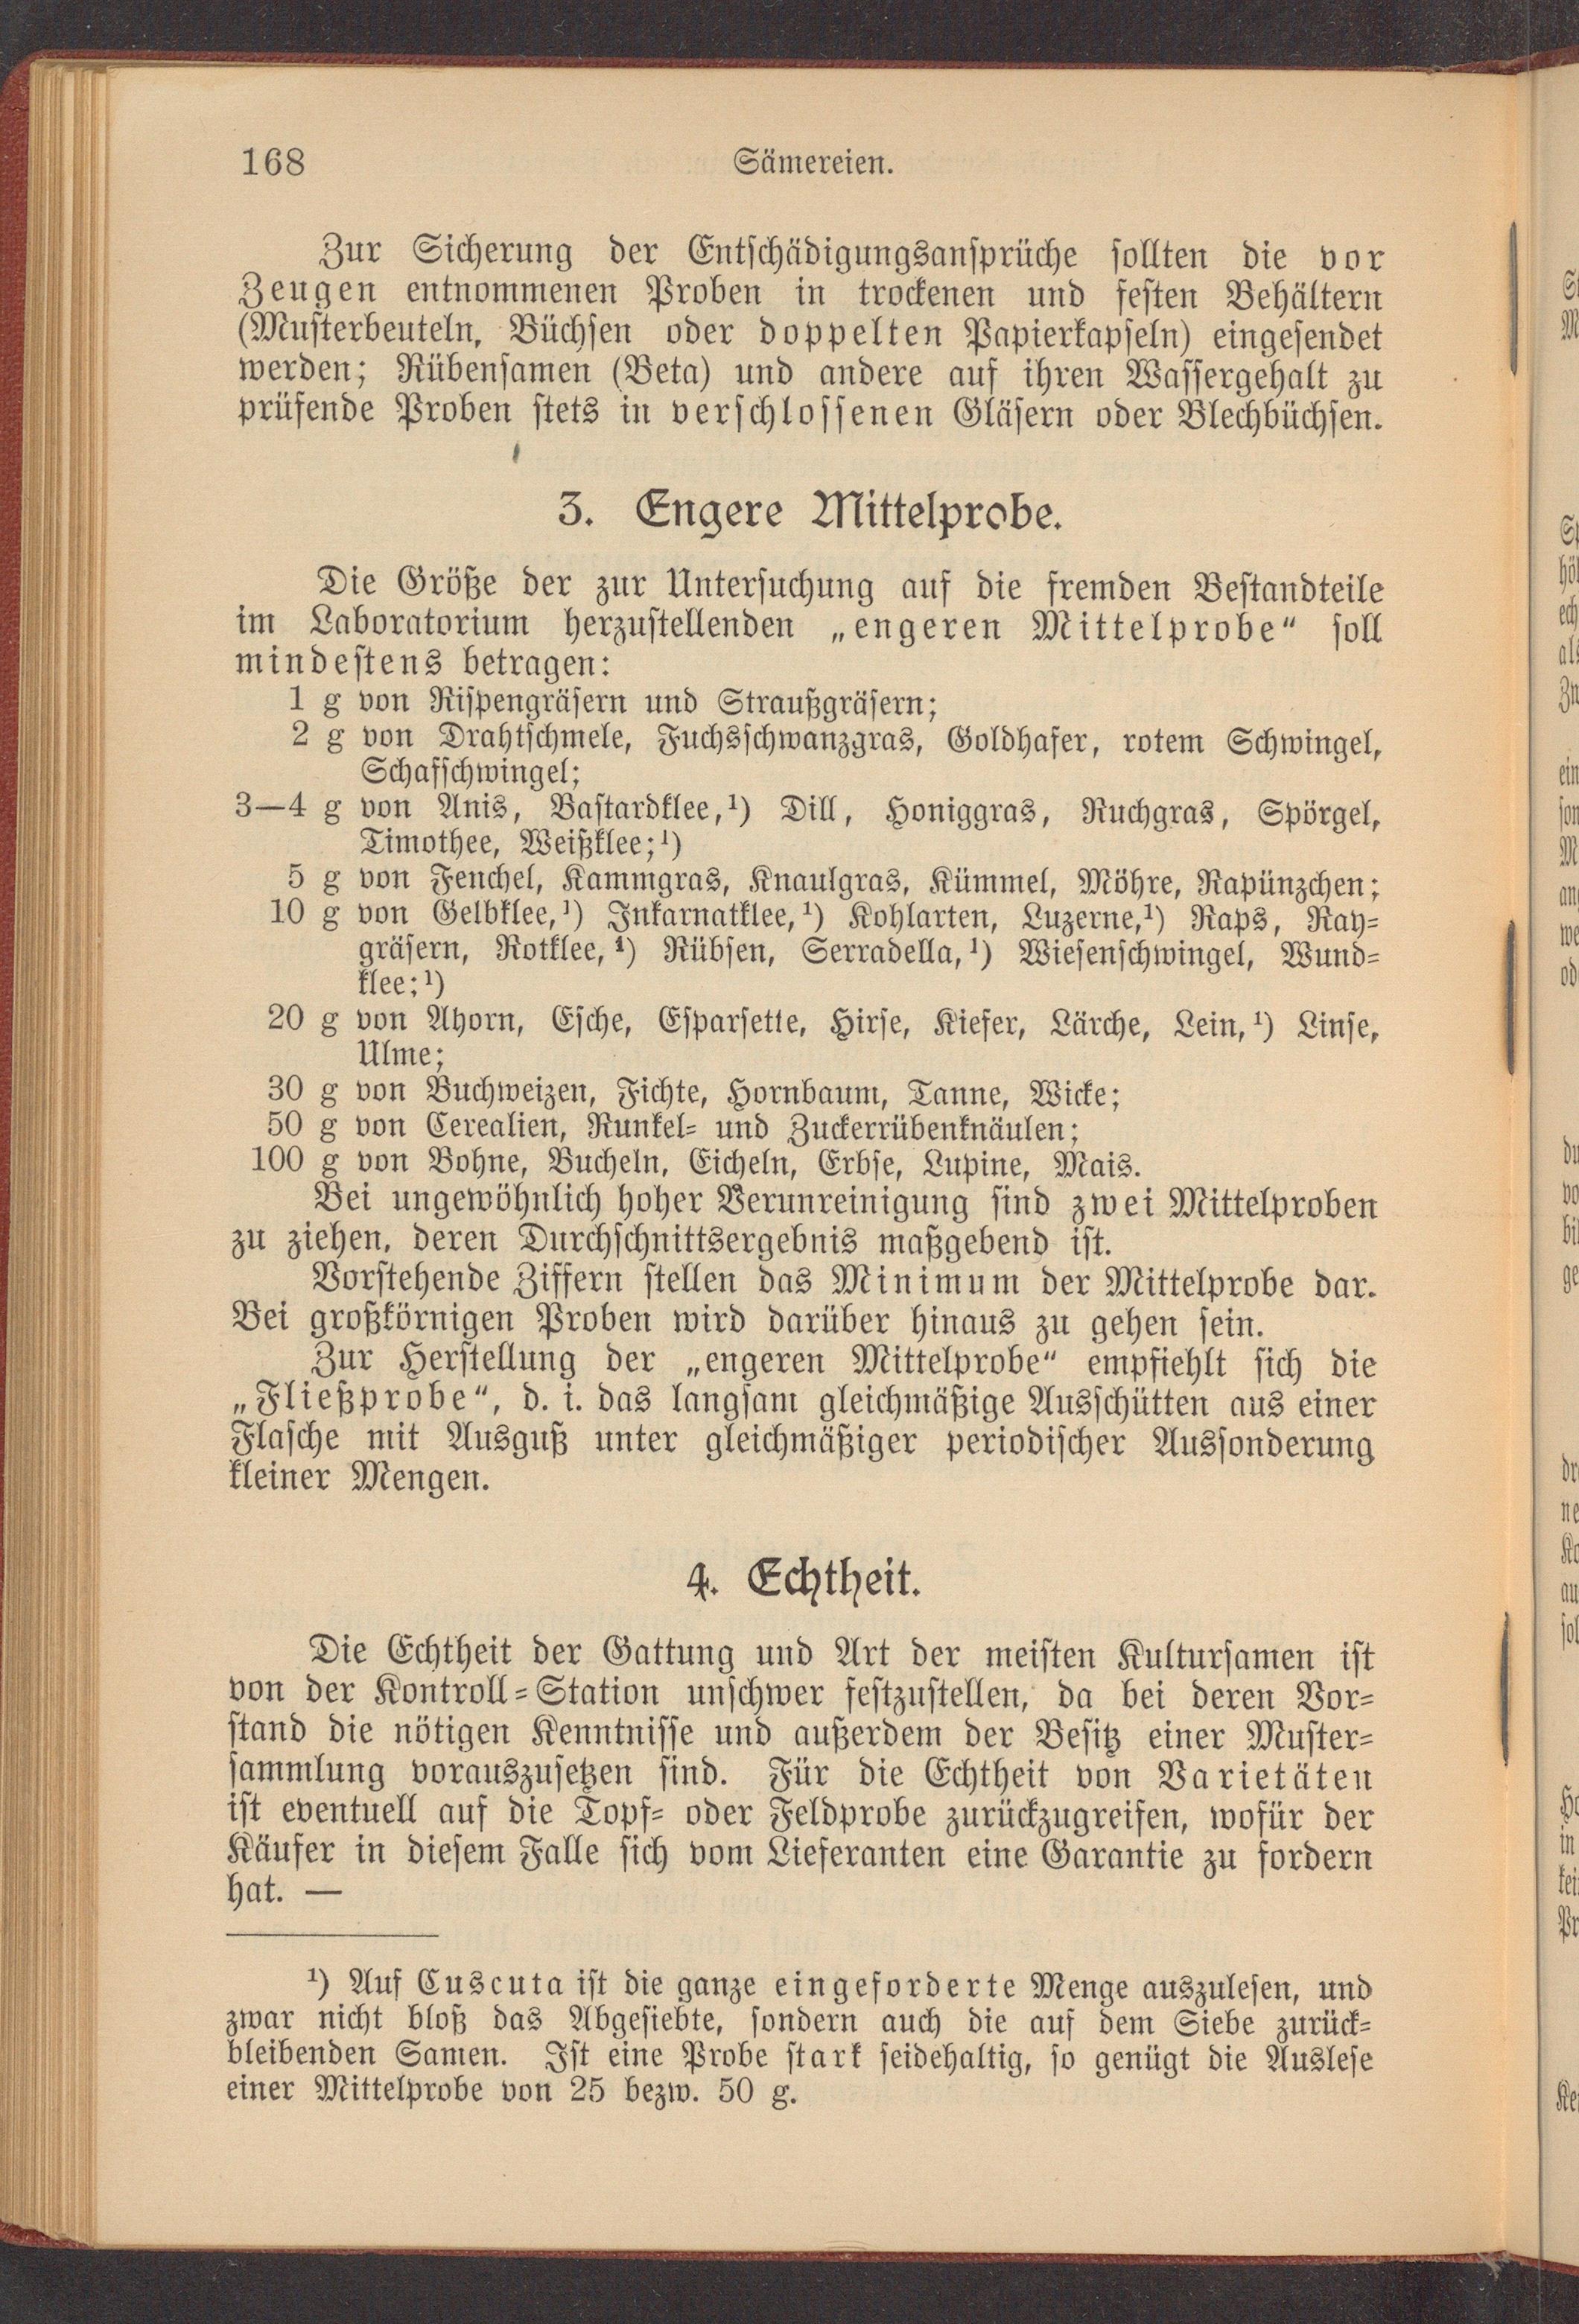 168
Sämereien.
Zur Sicherung der Entschädigungsansprüche sollten die vor
Zeugen entnommenen Proben in trockenen und festen Behältern
(Musterbeuteln, Büchsen oder doppelten Papierkapseln) eingesendet
werden; Rübensamen (Beta) und andere auf ihren Wassergehalt zu
prüfende Proben stets in verschlossenen Gläsern oder Blechbüchsen.
3. Engere Mittelprobe.
Die Größe der zur Untersuchung auf die fremden Bestandteile
im Laboratorium herzustellenden „engeren Mittelprobe“ soll
mindestens betragen:
1 g von Rispengräsern und Straußgräsern;
2 g von Drahtschmele, Fuchsschwanzgras, Goldhafer, rotem Schwingel,
Schafschwingel;
3—4 g von Anis, Bastardklee,¹) Dill, Honiggras, Ruchgras, Spörgel,
Timothee, Weißklee;¹)
5 g von Fenchel, Kammgras, Knaulgras, Kümmel, Möhre, Rapünzchen;
10 g von Gelbklee,¹) Inkarnatklee,¹) Kohlarten, Luzerne,¹) Raps, Ray-
gräsern, Rotklee,¹) Rübsen, Serradella,¹) Wiesenschwingel, Wund-
klee;¹)
20 g von Ahorn, Esche, Esparsette, Hirse, Kiefer, Lärche, Lein,¹) Linse,
Ulme;
30 g von Buchweizen, Fichte, Hornbaum, Tanne, Wicke;
50 g von Cerealien, Runkel- und Zuckerrübenknäulen;
100 g von Bohne, Bucheln, Eicheln, Erbse, Lupine, Mais.
Bei ungewöhnlich hoher Verunreinigung sind zwei Mittelproben
zu ziehen, deren Durchschnittsergebnis maßgebend ist.
Vorstehende Ziffern stellen das Minimum der Mittelprobe dar.
Bei großkörnigen Proben wird darüber hinaus zu gehen sein.
Zur Herstellung der „engeren Mittelprobe“ empfiehlt sich die
„Fließprobe“, d. i. das langsam gleichmäßige Ausschütten aus einer
Flasche mit Ausguß unter gleichmäßiger periodischer Aussonderung
kleiner Mengen.
4. Echtheit.
Die Echtheit der Gattung und Art der meisten Kultursamen ist
von der Kontroll-Station unschwer festzustellen, da bei deren Vor-
stand die nötigen Kenntnisse und außerdem der Besitz einer Muster-
sammlung vorauszusetzen sind. Für die Echtheit von Varietäten
ist eventuell auf die Topf- oder Feldprobe zurückzugreifen, wofür der
Käufer in diesem Falle sich vom Lieferanten eine Garantie zu fordern
hat. —
¹) Auf Cuscuta ist die ganze eingeforderte Menge auszulesen, und
zwar nicht bloß das Abgesiebte, sondern auch die auf dem Siebe zurück-
bleibenden Samen. Ist eine Probe stark seidehaltig, so genügt die Auslese
einer Mittelprobe von 25 bezw. 50 g.